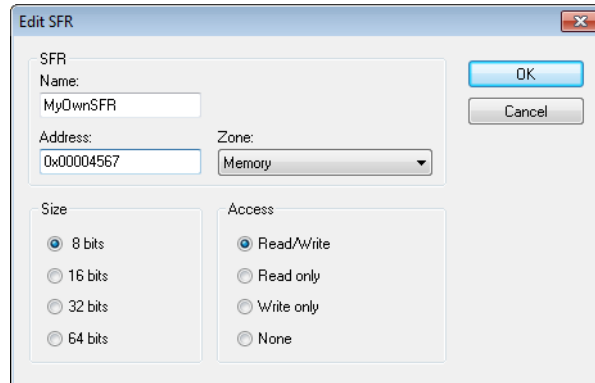 Edit SFR
SFR
Name:
MyOwnSFR
Address:
0x00004567
Zone:
Memory
OK
Cancel
Size
8 bits
16 bits
32 bits
64 bits
Access
Read/Write
Read only
Write only
None